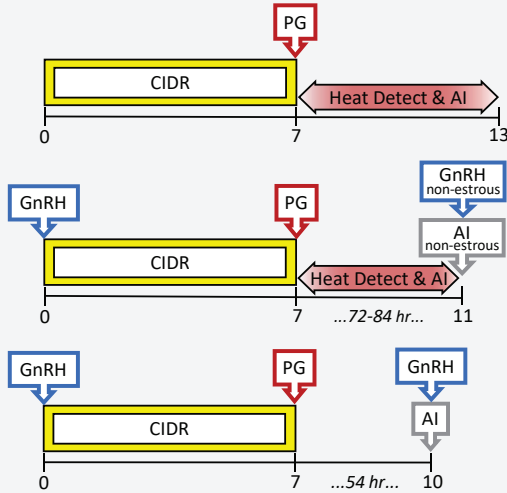 PG
CIDR
Heat Detect & AI
0 7 13
GnRH
non-estrous
GnRH PG AI
non-estrous
CIDR
Heat Detect & AI
0 7 ...72-84 hr... 11
GnRH PG GnRH
CIDR AI
0 7 ...54 hr... 10